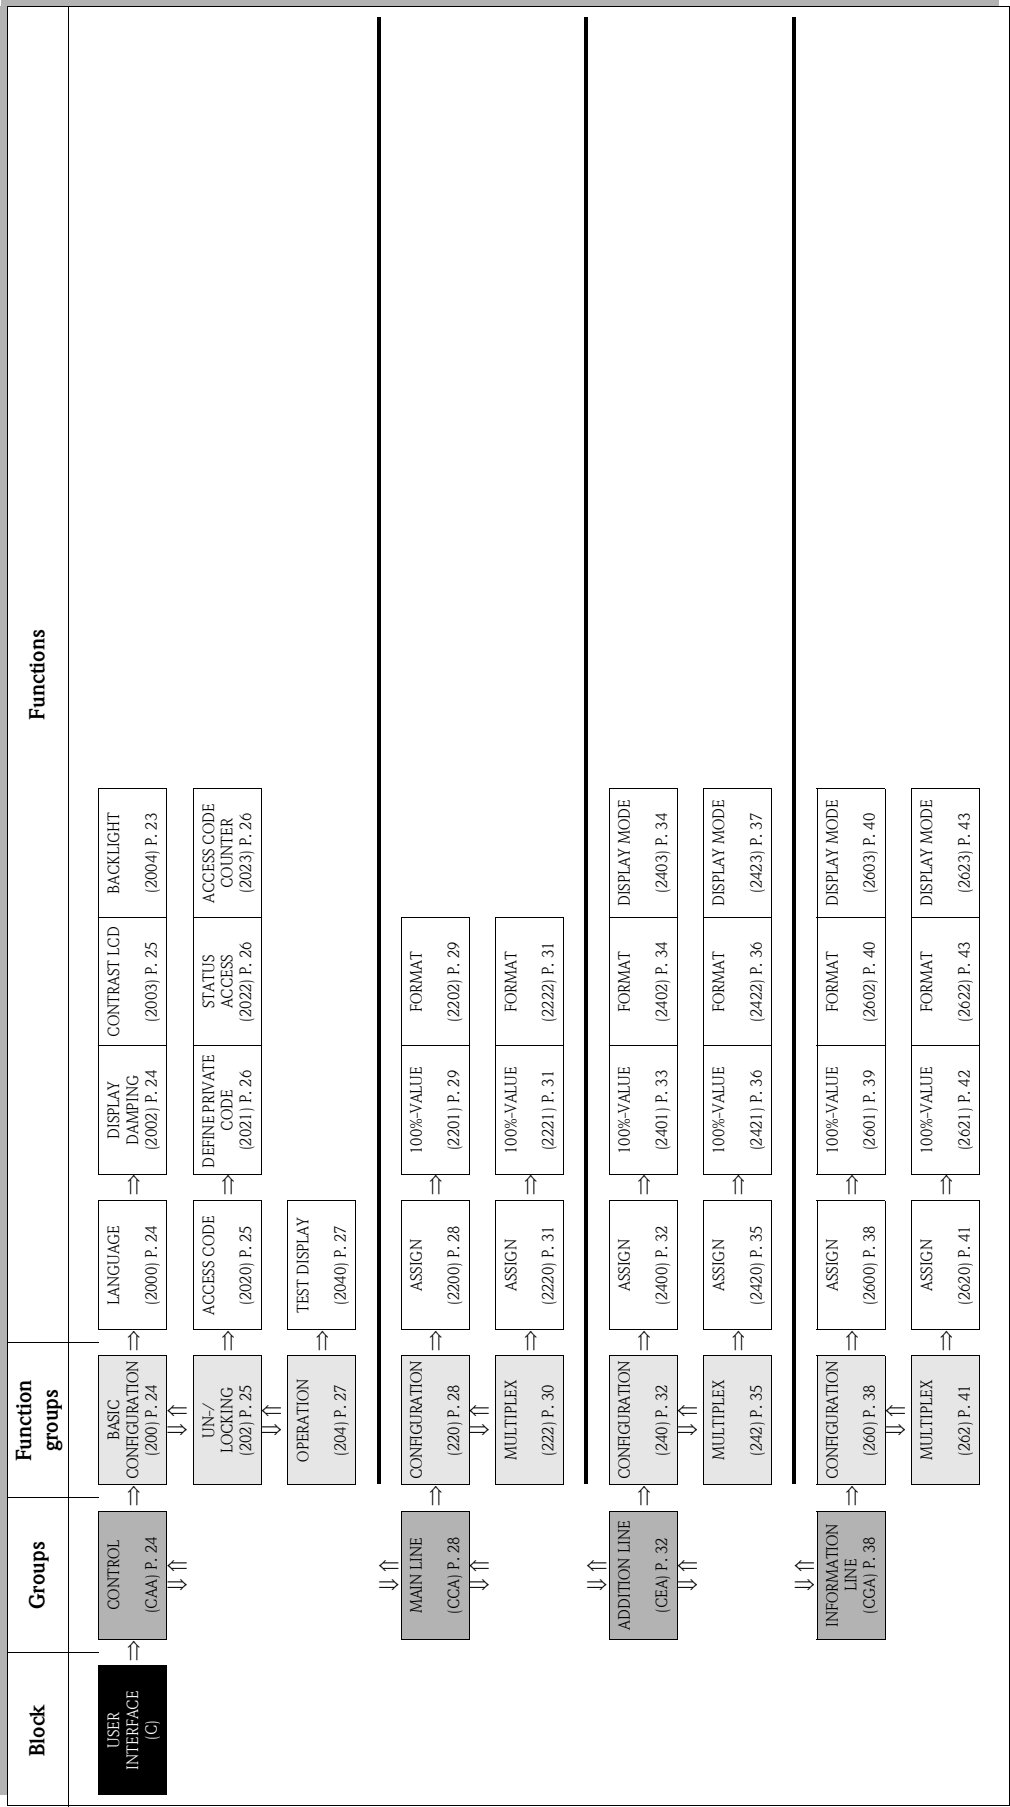 Block
Groups
Function
groups
Functions
USER
INTERFACE
(C)
CONTROL
(CAA) P. 24
BASIC
CONFIGURATION
(200) P. 24
LANGUAGE
(2000) P. 24
DISPLAY
DAMPING
(2002) P. 24
CONTRAST LCD
(2003) P. 25
BACKLIGHT
(2004) P. 23
UN-/
LOCKING
(202) P. 25
ACCESS CODE
(2020) P. 25
DEFINE PRIVATE
CODE
(2021) P. 26
STATUS
ACCESS
(2022) P. 26
ACCESS CODE
COUNTER
(2023) P. 26
OPERATION
(204) P. 27
TEST DISPLAY
(2040) P. 27
MAIN LINE
(CCA) P. 28
CONFIGURATION
(220) P. 28
ASSIGN
(2200) P. 28
100%-VALUE
(2201) P. 29
FORMAT
(2202) P. 29
MULTIPLEX
(222) P. 30
ASSIGN
(2220) P. 31
100%-VALUE
(2221) P. 31
FORMAT
(2222) P. 31
ADDITION LINE
(CEA) P. 32
CONFIGURATION
(240) P. 32
ASSIGN
(2400) P. 32
100%-VALUE
(2401) P. 33
FORMAT
(2402) P. 34
DISPLAY MODE
(2403) P. 34
MULTIPLEX
(242) P. 35
ASSIGN
(2420) P. 35
100%-VALUE
(2421) P. 36
FORMAT
(2422) P. 36
DISPLAY MODE
(2423) P. 37
INFORMATION
LINE
(CGA) P. 38
CONFIGURATION
(260) P. 38
ASSIGN
(2600) P. 38
100%-VALUE
(2601) P. 39
FORMAT
(2602) P. 40
DISPLAY MODE
(2603) P. 40
MULTIPLEX
(262) P. 41
ASSIGN
(2620) P. 41
100%-VALUE
(2621) P. 42
FORMAT
(2622) P. 43
DISPLAY MODE
(2623) P. 43